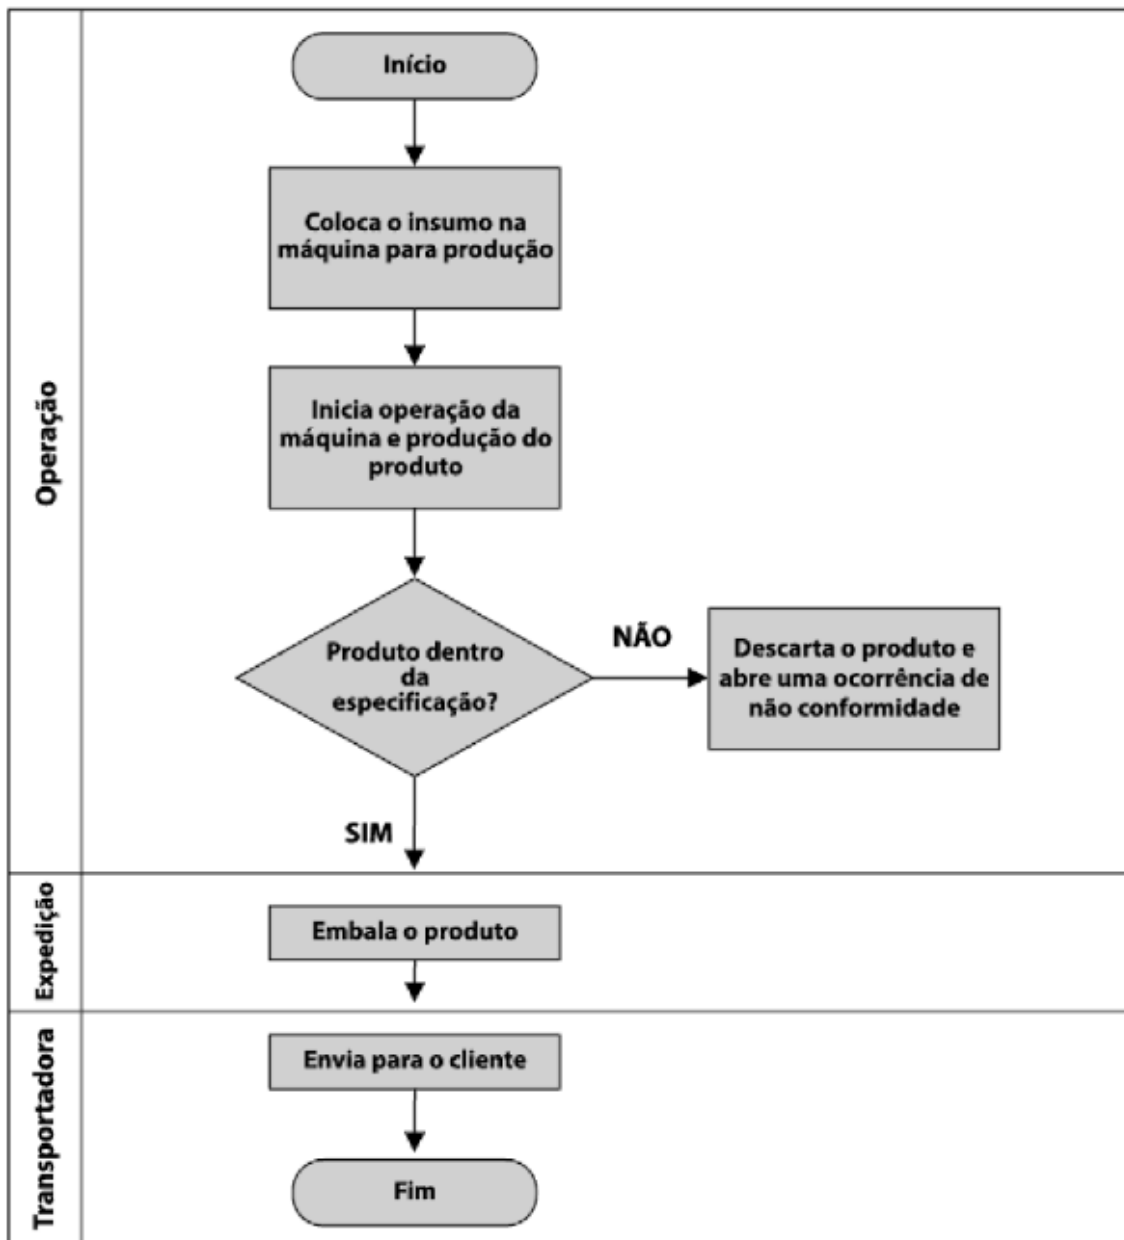 Início
Coloca o insumo na
máquina para produção
Inicia operação da
máquina e produção do
produto
Operação
Produto dentro
da
especificação?
NÃO
Descarta o produto e
abre uma ocorrência de
não conformidade
SIM
Expedição
Embala o produto
Transportadora
Envia para o cliente
Fim